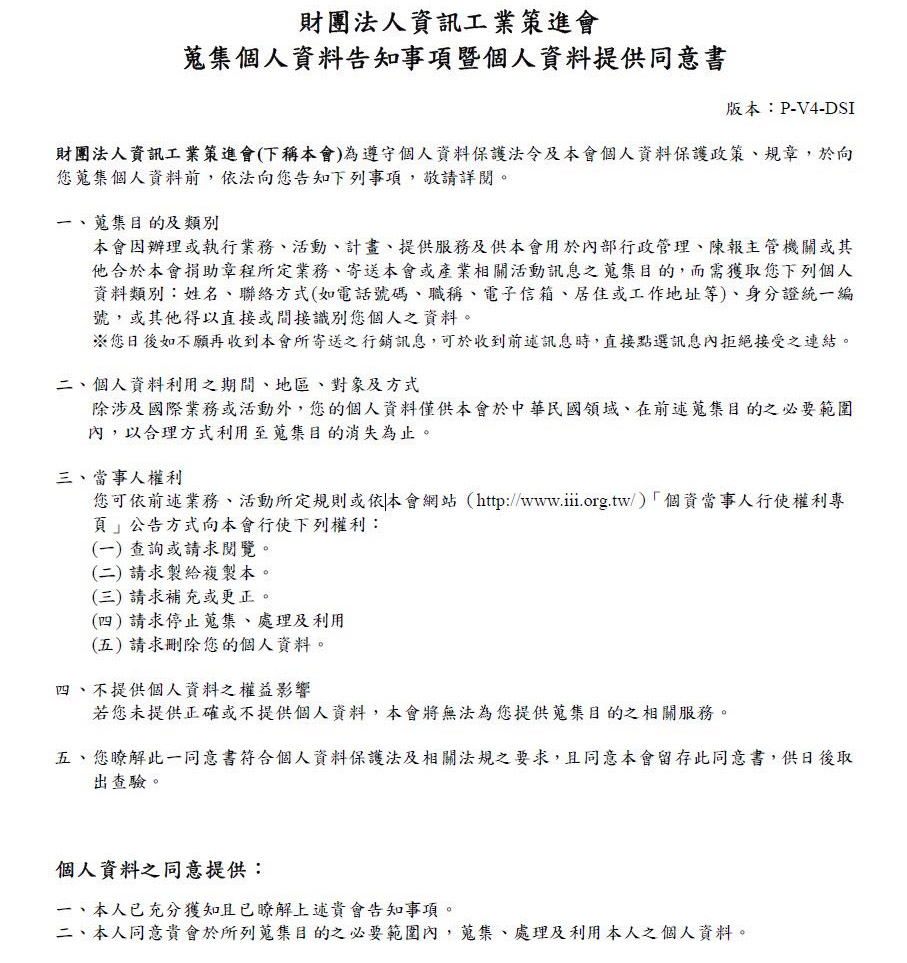 財團法人資訊工業策進會
蒐集個人資料告知事項暨個人資料提供同意書
版本：P-V4-DSI
財團法人資訊工業策進會(下稱本會)為遵守個人資料保護法令及本會個人資料保護政策、規章，於向
您蒐集個人資料前，依法向您告知下列事項，敬請詳閱。
一、蒐集目的及類別
本會因辦理或執行業務、活動、計畫、提供服務及供本會用於內部行政管理、陳報主管機關或其
他合於本會捐助章程所定業務、寄送本會或產業相關活動訊息之蒐集目的，而需獲取您下列個人
資料類別：姓名、聯絡方式(如電話號碼、職稱、電子信箱、居住或工作地址等)、身分證統一編
號，或其他得以直接或間接識別您個人之資料。
※您日後如不願再收到本會所寄送之行銷訊息，可於收到前述訊息時，直接點選訊息內拒絕接受之連結。
二、個人資料利用之期間、地區、對象及方式
除涉及國際業務或活動外，您的個人資料僅供本會於中華民國領域、在前述蒐集目的之必要範圍
內，以合理方式利用至蒐集目的消失為止。
三、當事人權利
您可依前述業務、活動所定規則或依本會網站（http://www.iii.org.tw/）「個資當事人行使權利專
頁」公告方式向本會行使下列權利：
(一) 查詢或請求閱覽。
(二) 請求製給複製本。
(三) 請求補充或更正。
(四) 請求停止蒐集、處理及利用
(五) 請求刪除您的個人資料。
四、不提供個人資料之權益影響
若您未提供正確或不提供個人資料，本會將無法為您提供蒐集目的之相關服務。
五、您瞭解此一同意書符合個人資料保護法及相關法規之要求，且同意本會留存此同意書，供日後取
出查驗。
個人資料之同意提供：
一、本人已充分獲知且已瞭解上述貴會告知事項。
二、本人同意貴會於所列蒐集目的之必要範圍內，蒐集、處理及利用本人之個人資料。